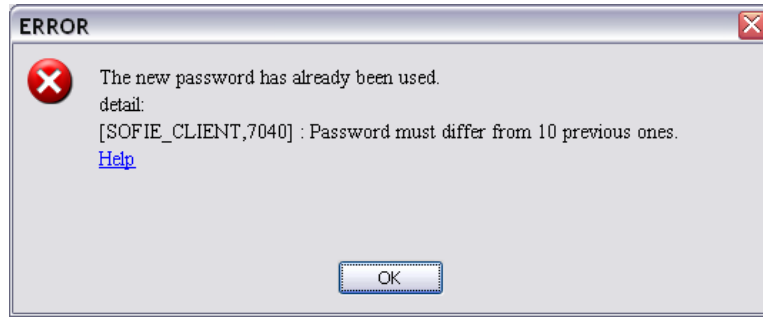 ERROR
The new password has already been used.
detail:
[SOFIE_CLIENT,7040] : Password must differ from 10 previous ones.
Help
OK